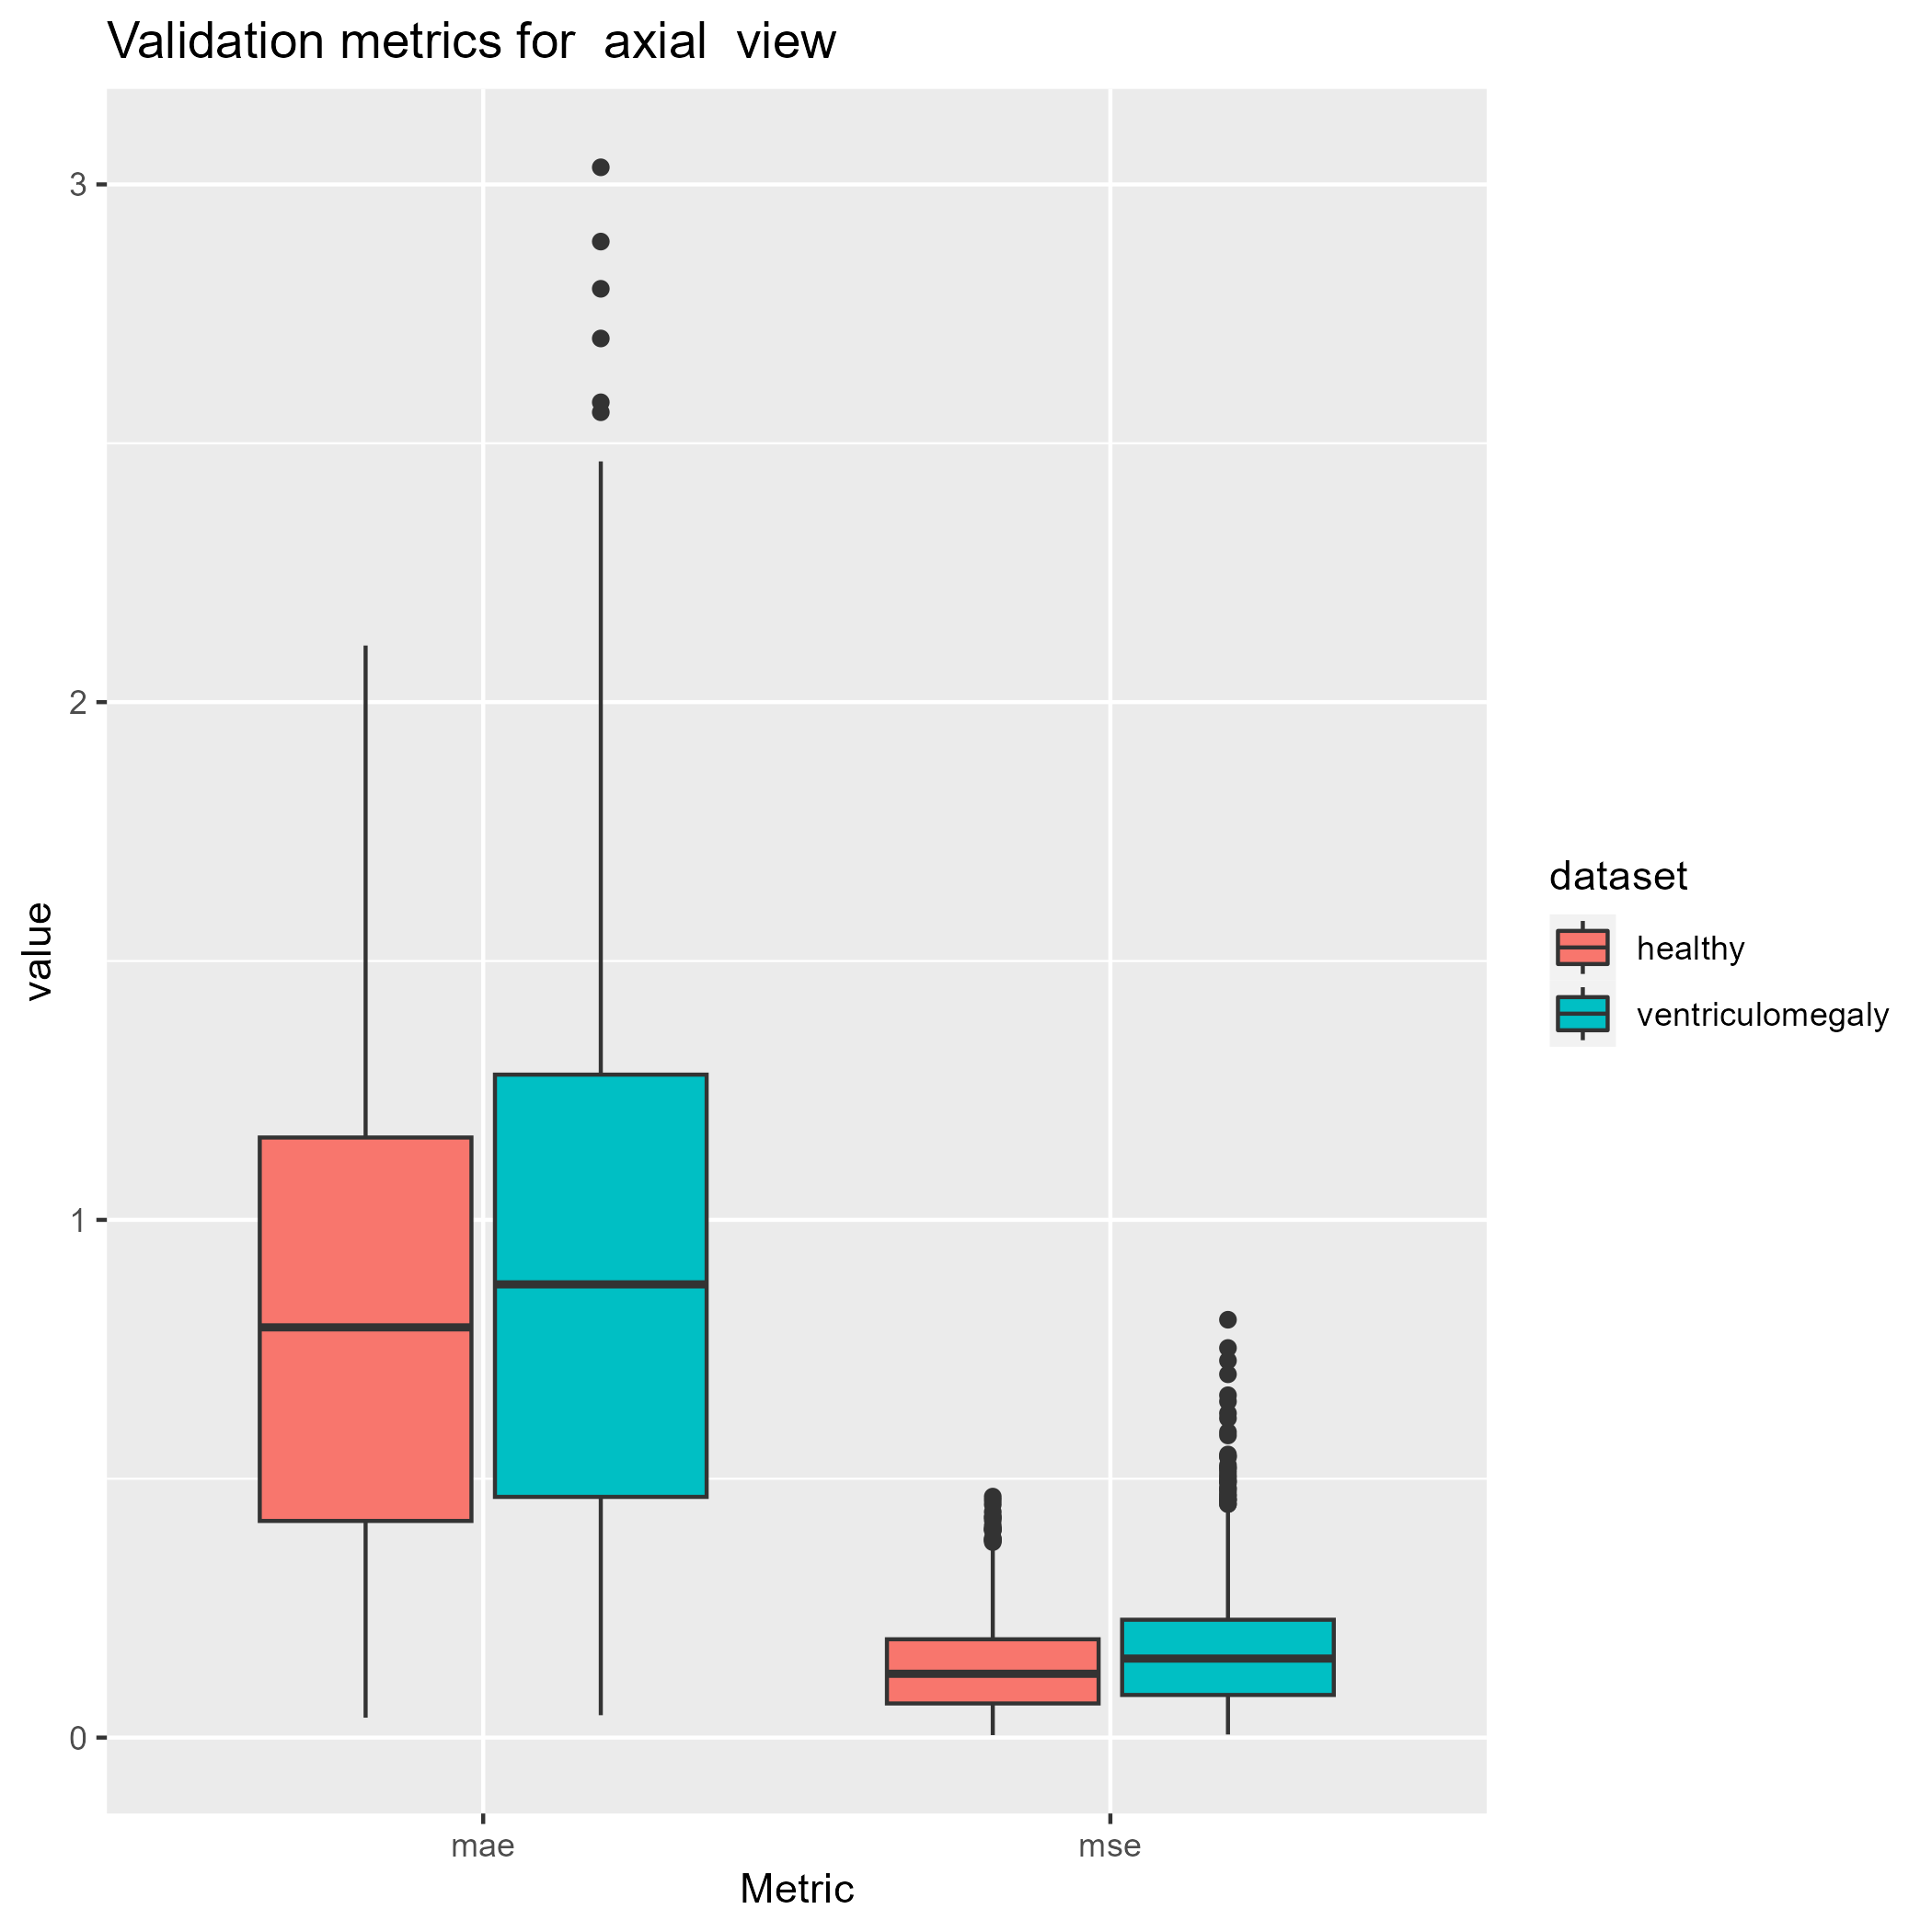 Validation metrics for  axial  view
3
2
1
0
value
mae
mse
Metric
dataset
healthy
ventriculomegaly